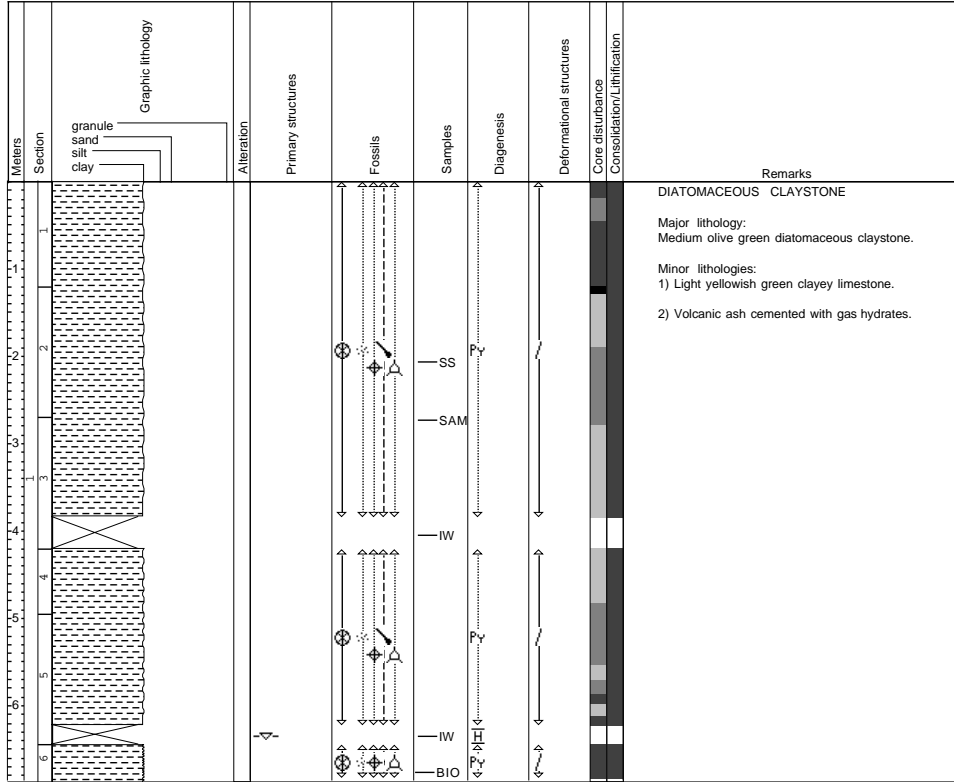 Meters
Section
Graphic lithology
granule
sand
silt
clay
Alteration
Primary structures
Fossils
Samples
Diagenesis
Deformational structures
Core disturbance
Consolidation/Lithification
Remarks
DIATOMACEOUS CLAYSTONE
Major lithology:
Medium olive green diatomaceous claystone.
Minor lithologies:
1) Light yellowish green clayey limestone.
2) Volcanic ash cemented with gas hydrates.
1
1
2
2
Py
SS
SAM
3
1
3
4
IW
4
5
Py
5
6
IW
H
6
Py
BIO